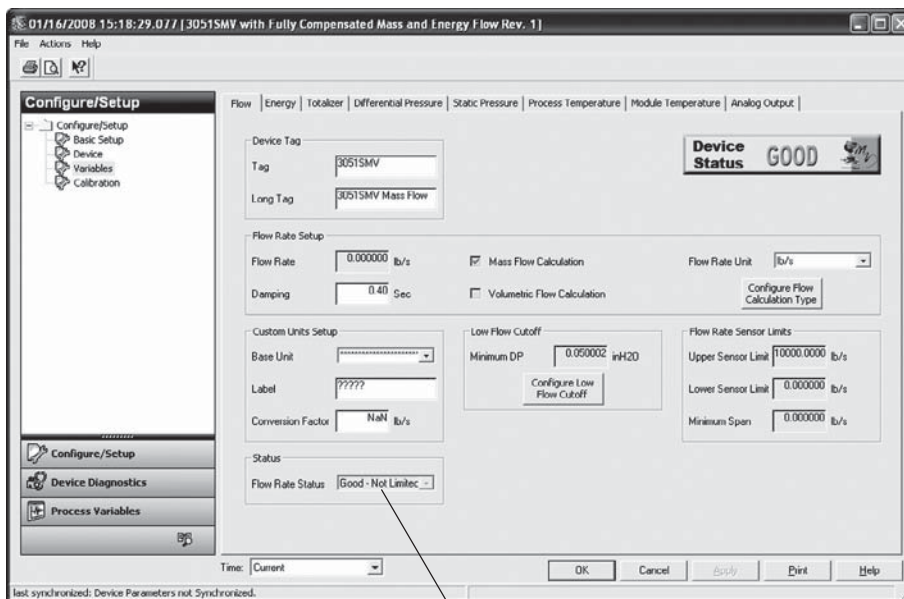 01/16/2008 15:18:29.077 [3051SMV with Fully Compensated Mass and Energy Flow Rev. 1]
File Actions Help
Configure/Setup
Configure/Setup
Basic Setup
Device
Variables
Calibration
Configure/Setup
Device Diagnostics
Process Variables
Flow Energy Totalizer Differential Pressure Static Pressure Process Temperature Module Temperature Analog Output
Device Tag
Tag 3051SMV
Long Tag 3051SMV Mass Flow
Device Status GOOD
Flow Rate Setup
Flow Rate 0.000000 lb/s
Mass Flow Calculation
Flow Rate Unit lb/s
Damping 0.40 Sec
Volumetric Flow Calculation
Configure Flow
Calculation Type
Custom Units Setup
Base Unit ***********************
Label ?????
Conversion Factor NaN lb/s
Low Flow Cutoff
Minimum DP 0.050002 inH2O
Configure Low
Flow Cutoff
Flow Rate Sensor Limits
Upper Sensor Limit 10000.0000 lb/s
Lower Sensor Limit 0.000000 lb/s
Minimum Span 0.000000 lb/s
Status
Flow Rate Status Good - Not Limitec
Time: Current
OK Cancel Apply Print Help
last synchronized: Device Parameters not Synchronized.